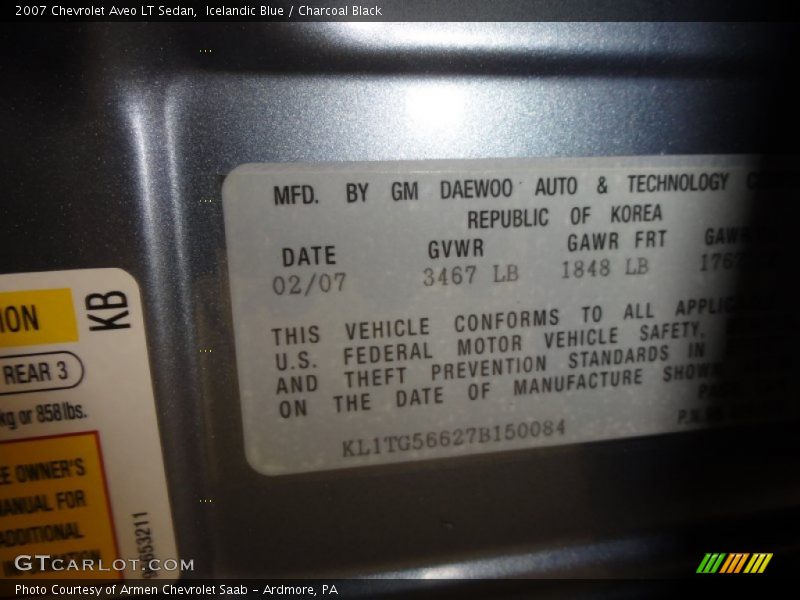 2007 Chevrolet Aveo LT Sedan, Icelandic Blue / Charcoal Black
MFD. BY GM DAEWOO AUTO & TECHNOLOGY
REPUBLIC OF KOREA
DATE GVWR GAWR FRT
02/07 3467 LB 1848 LB
THIS VEHICLE CONFORMS TO ALL
U.S. FEDERAL MOTOR VEHICLE SAFETY,
AND THEFT PREVENTION STANDARDS IN
ON THE DATE OF MANUFACTURE SHOWN
KL1TG56627B150084
KB
REAR 3
kg or 858 lbs.
OWNER'S
FOR
GTCARLOT.COM
Photo Courtesy of Armen Chevrolet Saab - Ardmore, PA